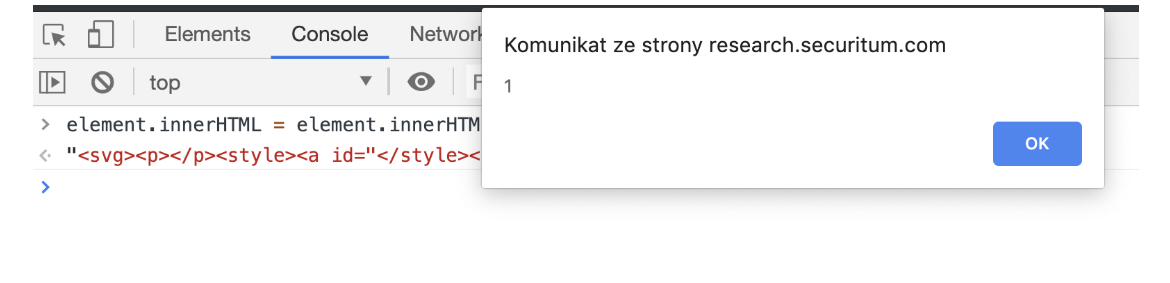 Elements Console Network
Komunikat ze strony research.securitum.com
1
OK
top
> element.innerHTML = element.innerHTM
"<svg><p></p><style><a id="</style><
>